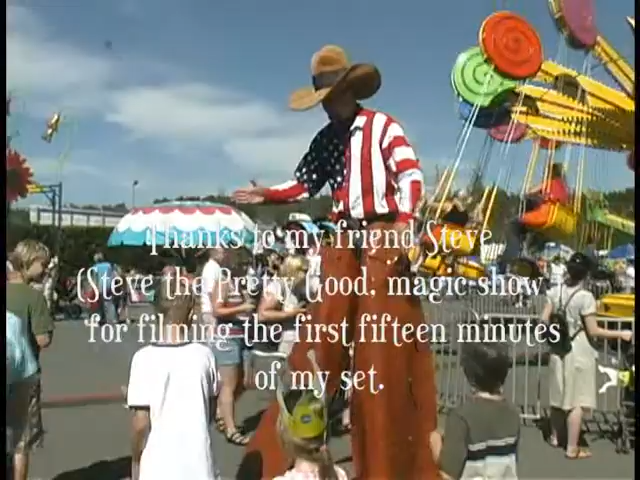 Thanks to my friend Steve
(Steve the Pretty Good, magic show
for filming the first fifteen minutes
of my set.